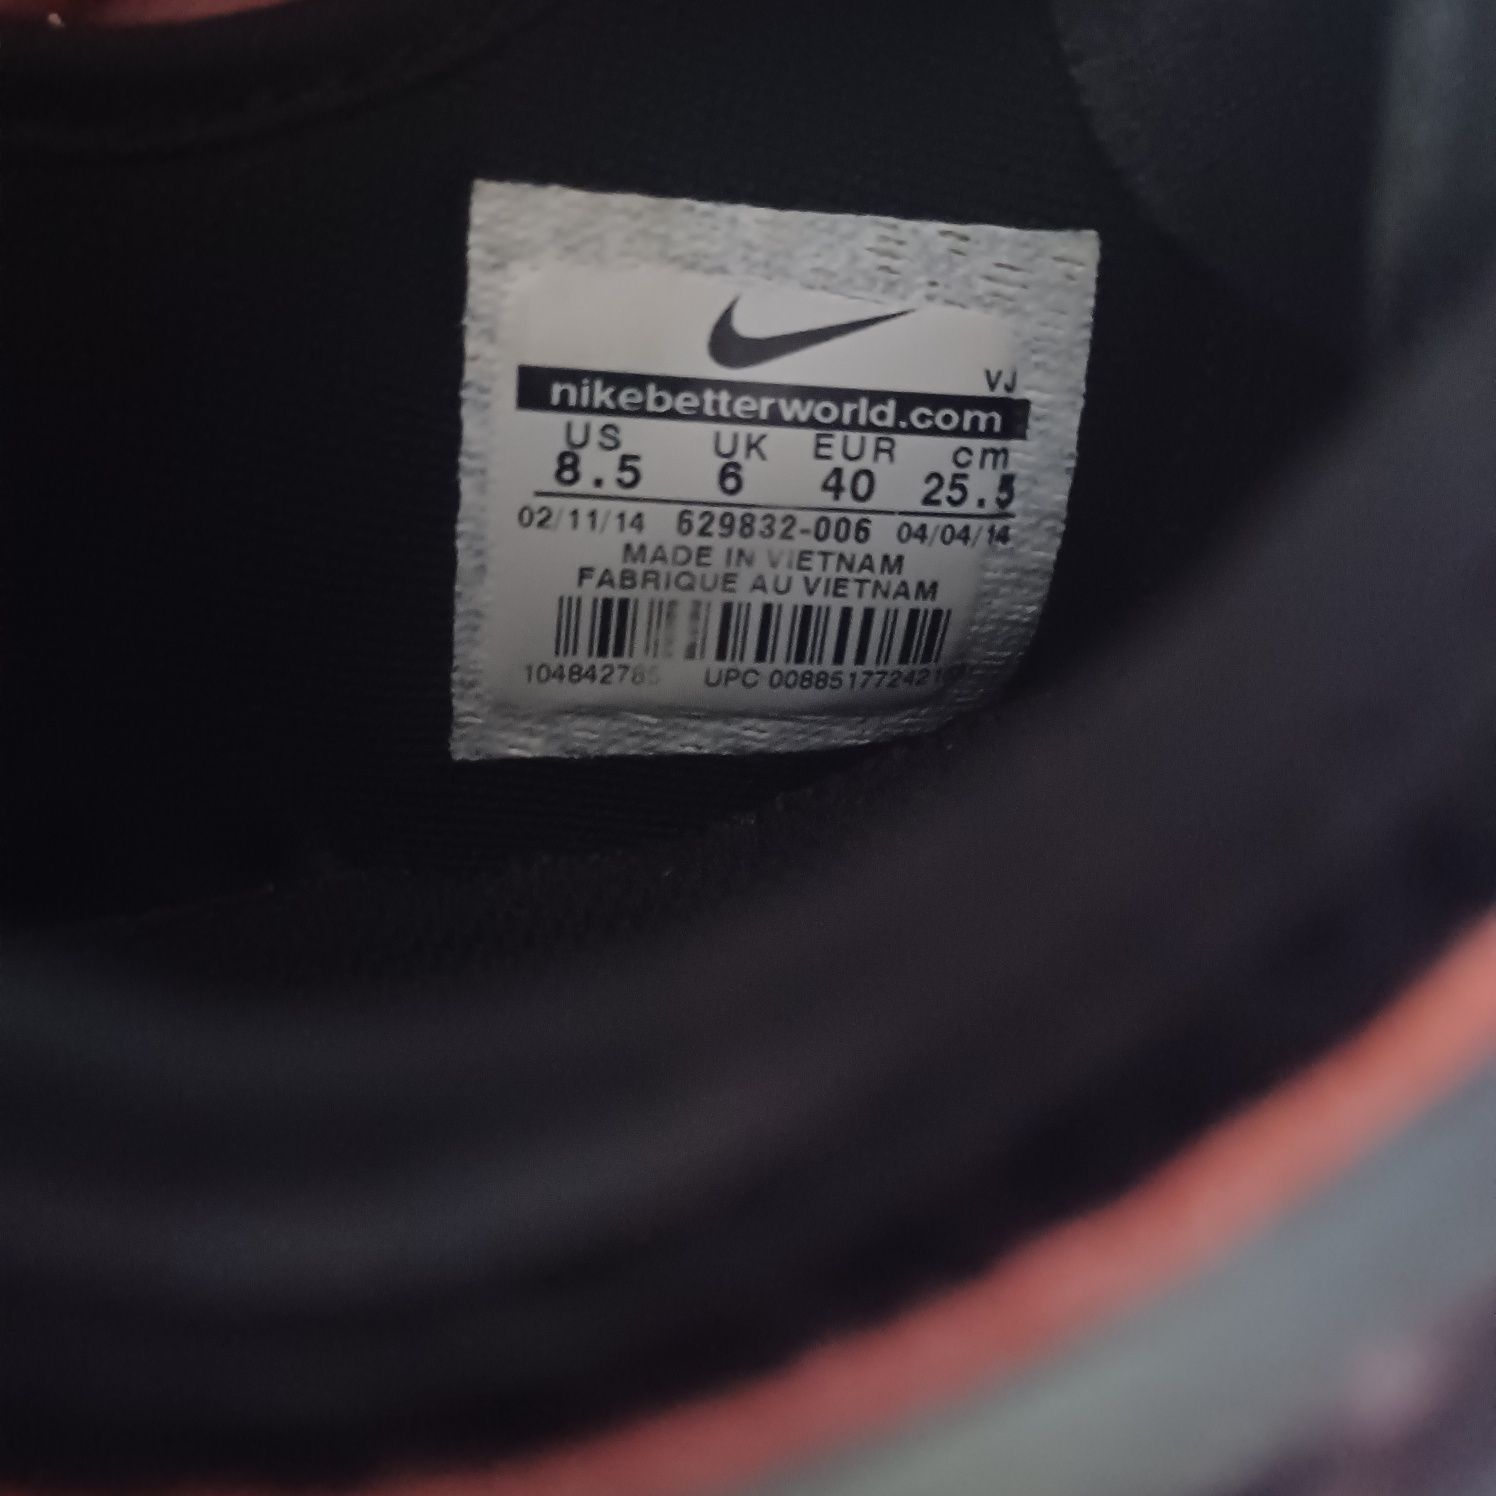 VJ
nikebetterworld.com
US UK EUR cm
8.5 6 40 25.5
02/11/14 629832-006 04/04/14
MADE IN VIETNAM
FABRIQUE AU VIETNAM
UPC